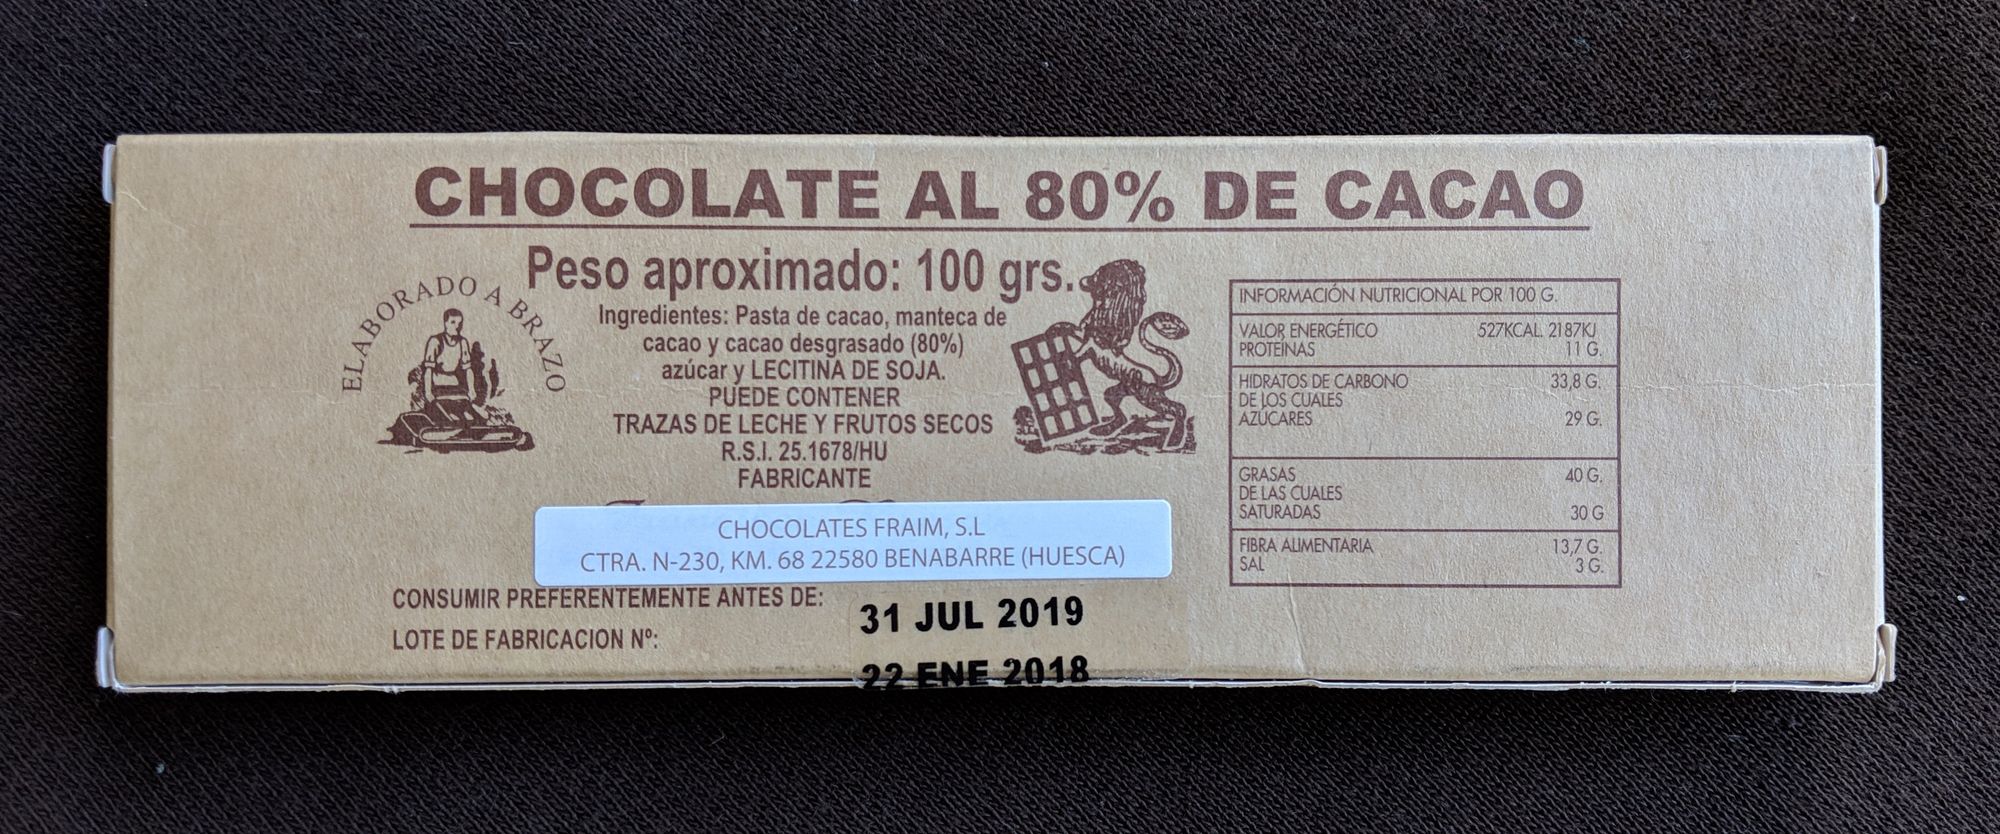 CHOCOLATE AL 80% DE CACAO
Peso aproximado: 100 grs.
ELABORADO A BRAZO
Ingredientes: Pasta de cacao, manteca de
cacao y cacao desgrasado (80%)
azúcar y LECITINA DE SOJA.
PUEDE CONTENER
TRAZAS DE LECHE Y FRUTOS SECOS
R.S.I. 25.1678/HU
FABRICANTE
CHOCOLATES FRAIM, S.L
CTRA. N-230, KM. 68 22580 BENABARRE (HUESCA)
CONSUMIR PREFERENTEMENTE ANTES DE: 31 JUL 2019
LOTE DE FABRICACION Nº: 22 ENE 2018
INFORMACIÓN NUTRICIONAL POR 100 G.
VALOR ENERGÉTICO 527KCAL. 2187KJ
PROTEÍNAS 11 G.
HIDRATOS DE CARBONO 33,8 G.
DE LOS CUALES
AZÚCARES 29 G.
GRASAS 40 G.
DE LAS CUALES
SATURADAS 30 G
FIBRA ALIMENTARIA 13,7 G.
SAL 3 G.